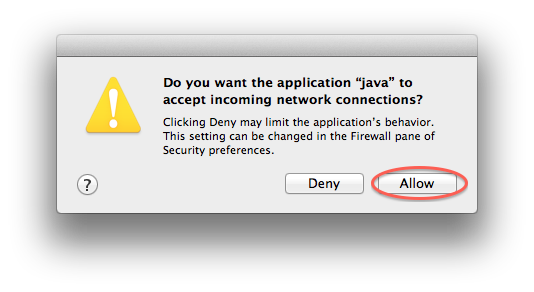 Do you want the application “java” to
accept incoming network connections?
Clicking Deny may limit the application’s behavior.
This setting can be changed in the Firewall pane of
Security preferences.
?
Deny
Allow